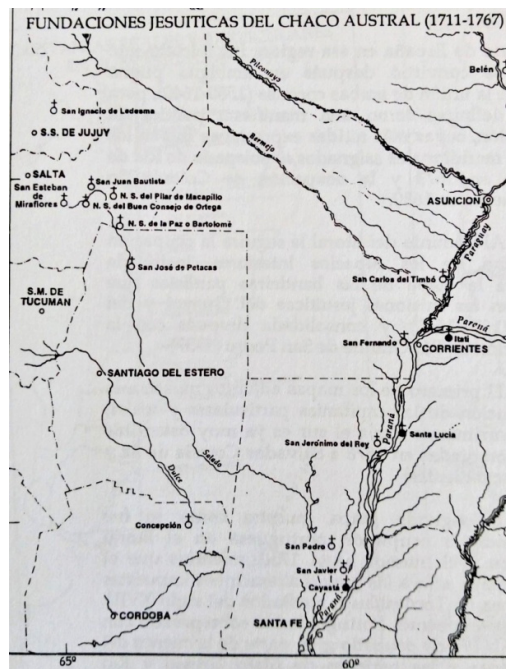 FUNDACIONES JESUITICAS DEL CHACO AUSTRAL (1711-1767)
Pilcomayo
Belén
San Ignacio de Ledesma
S.S. DE JUJUY
Bermejo
SALTA
San Juan Bautista
San Esteban
de
Miraflores
N. S. del Pilar de Macapillo
N. S. del Buen Consejo de Ortega
ASUNCION
N. S. de la Paz o Bartolomé
Paraguay
San José de Petacas
San Carlos del Timbó
S.M. DE
TUCUMAN
Paraná
San Fernando
Itatí
CORRIENTES
SANTIAGO DEL ESTERO
Paraná
Santa Lucía
San Jerónimo del Rey
Dulce
Salado
Concepción
San Pedro
San Javier
Cayastá
Paraná
CORDOBA
SANTA FE
65º
60º